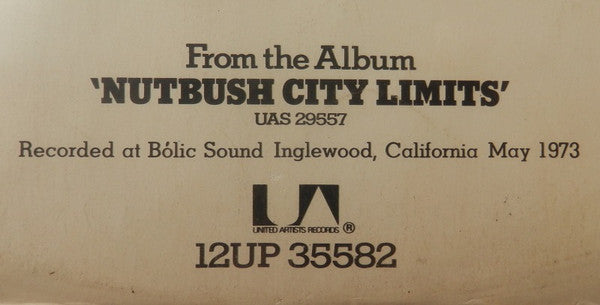 From the Album
'NUTBUSH CITY LIMITS'
UAS 29557
Recorded at Bólic Sound Inglewood, California May 1973
UA
UNITED ARTISTS RECORDS ®
12UP 35582